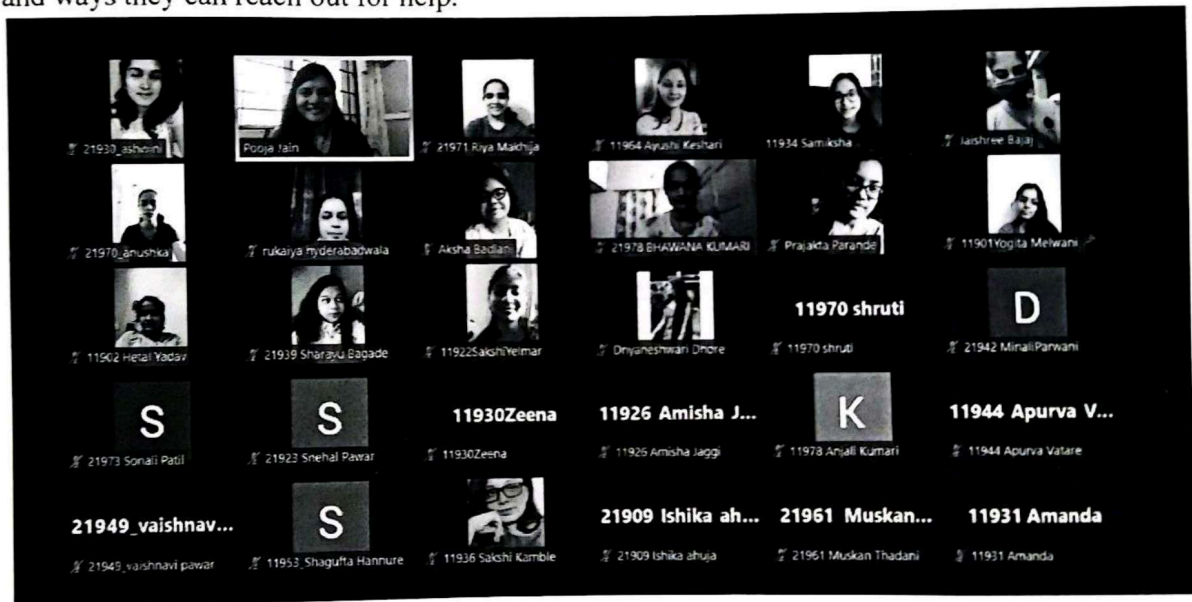 and ways they can reach out for help.
21930_ashwini
Pooja Jain
21971 Riya Makhija
11964 Ayushi Keshari
11934 Samiksha
Jaishree Bajaj
21970_anushka
rukaiya hyderabadwala
Aksha Badlani
21978 BHAWANA KUMARI
Prajakta Parande
11901Yogita Melwani
11902 Hetal Yadav
21939 Sharayu Bagade
11922SakshiYelmar
Dnyaneshwari Dhore
11970 shruti
11970 shruti
D
21942 MinaliParwani
S
21973 Sonali Patil
S
21923 Snehal Pawar
11930Zeena
11930Zeena
11926 Amisha J...
11926 Amisha Jaggi
K
11978 Anjali Kumari
11944 Apurva V...
11944 Apurva Vatare
21949_vaishnav...
21949_vaishnavi pawar
S
11953_Shagufta Hannure
11936 Sakshi Kamble
21909 Ishika ah...
21909 Ishika ahuja
21961 Muskan...
21961 Muskan Thadani
11931 Amanda
11931 Amanda